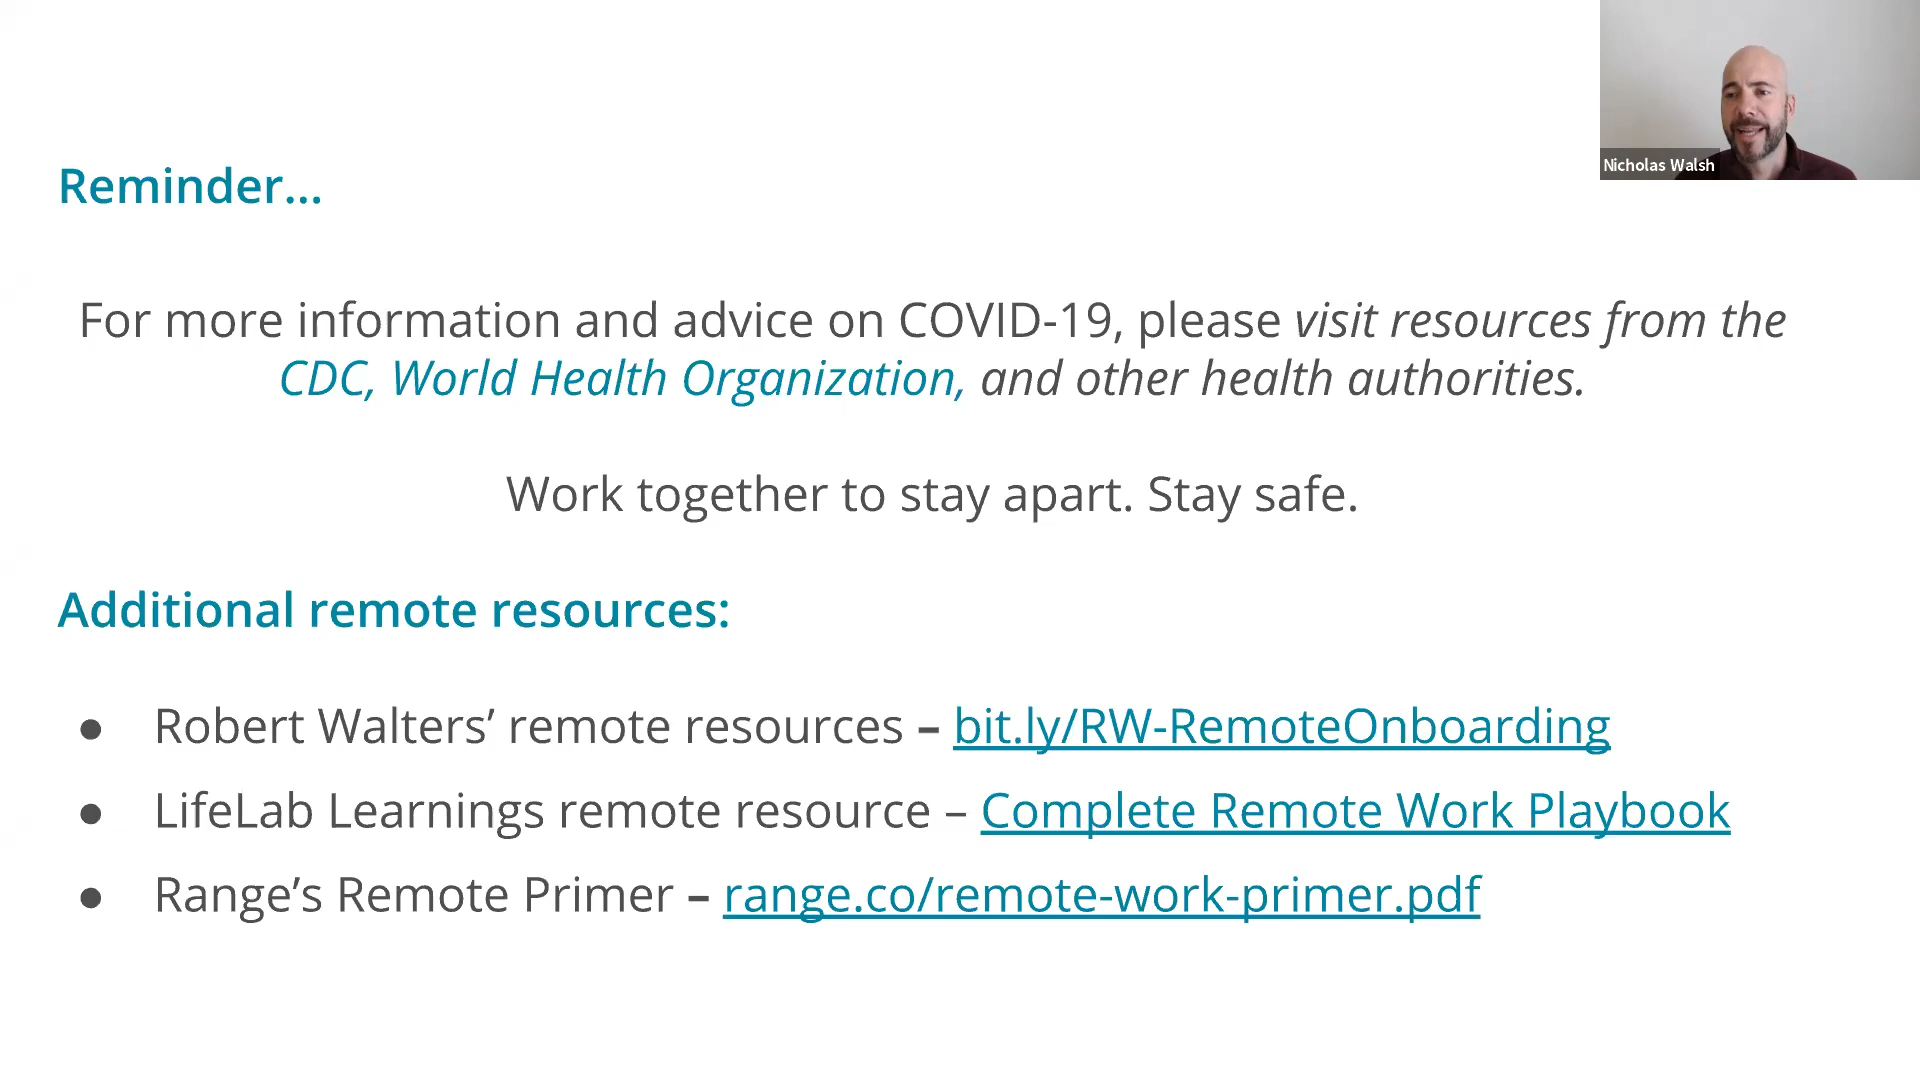 Nicholas Walsh
Reminder...
For more information and advice on COVID-19, please visit resources from the
CDC, World Health Organization, and other health authorities.
Work together to stay apart. Stay safe.
Additional remote resources:
● Robert Walters’ remote resources – bit.ly/RW-RemoteOnboarding
● LifeLab Learnings remote resource – Complete Remote Work Playbook
● Range’s Remote Primer – range.co/remote-work-primer.pdf